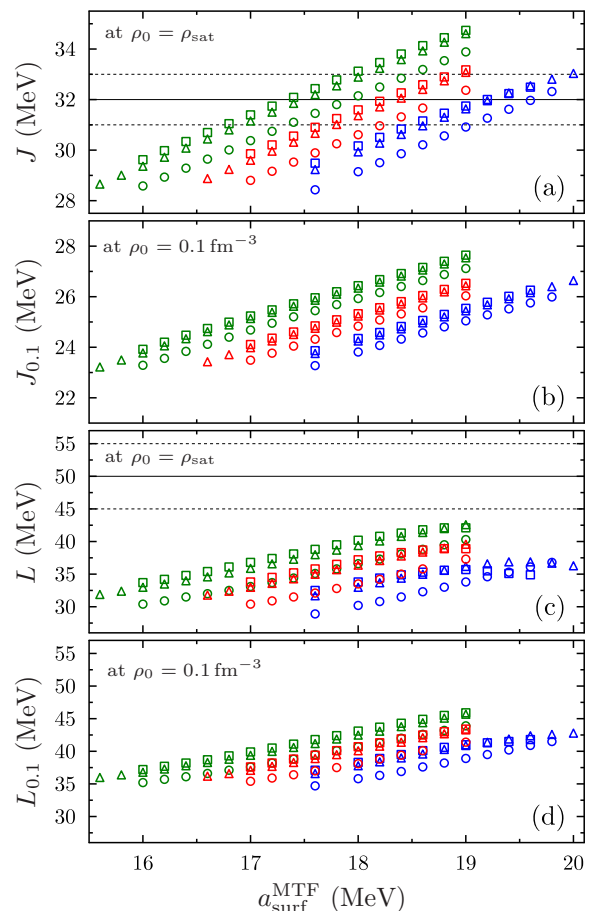 at ρ₀ = ρsat
J (MeV)
34
32
30
28
(a)
at ρ₀ = 0.1 fm⁻³
J₀.₁ (MeV)
28
26
24
22
(b)
at ρ₀ = ρsat
L (MeV)
55
50
45
40
35
30
(c)
at ρ₀ = 0.1 fm⁻³
L₀.₁ (MeV)
55
50
45
40
35
30
(d)
16 17 18 19 20
a_surf^MTF (MeV)